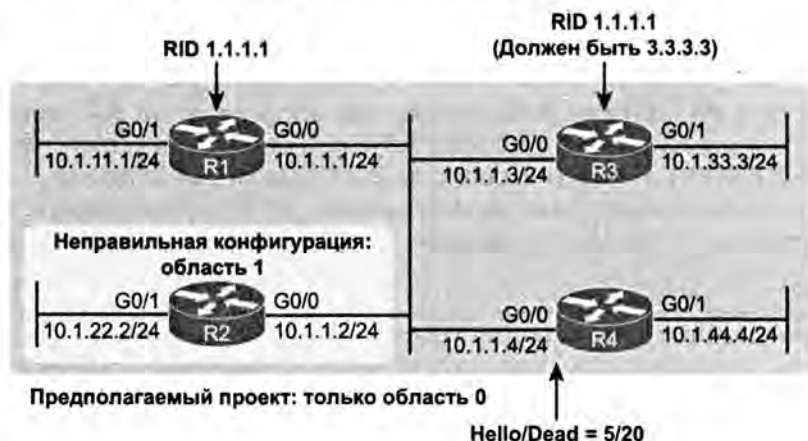 RID 1.1.1.1
RID 1.1.1.1
(Должен быть 3.3.3.3)
G0/1
G0/0
10.1.11.1/24
R1
10.1.1.1/24
G0/0
G0/1
10.1.1.3/24
R3
10.1.33.3/24
Неправильная конфигурация:
область 1
G0/1
G0/0
10.1.22.2/24
R2
10.1.1.2/24
G0/0
G0/1
10.1.1.4/24
R4
10.1.44.4/24
Предполагаемый проект: только область 0
Hello/Dead = 5/20